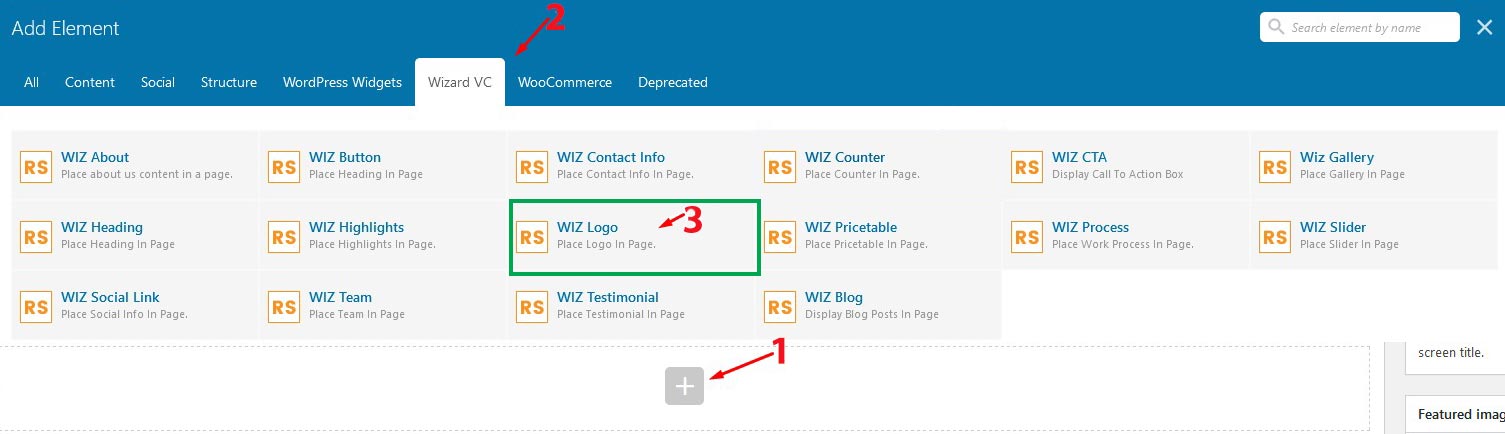 2
Add Element
Search element by name
All Content Social Structure WordPress Widgets Wizard VC WooCommerce Deprecated
RS WIZ About RS WIZ Button RS WIZ Contact Info RS WIZ Counter RS WIZ CTA RS Wiz Gallery
Place about us content in a page. Place Heading In Page Place Contact Info In Page. Place Counter In Page. Display Call To Action Box Place Gallery In Page
RS WIZ Heading RS WIZ Highlights RS WIZ Logo 3 RS WIZ Pricetable RS WIZ Process RS WIZ Slider
Place Heading In Page Place Highlights In Page. Place Logo In Page. Place Pricetable In Page. Place Work Process In Page. Place Slider In Page
RS WIZ Social Link RS WIZ Team RS WIZ Testimonial RS WIZ Blog
Place Social Info In Page. Place Team In Page Place Testimonial In Page Display Blog Posts In Page
1
screen title.
Featured imag